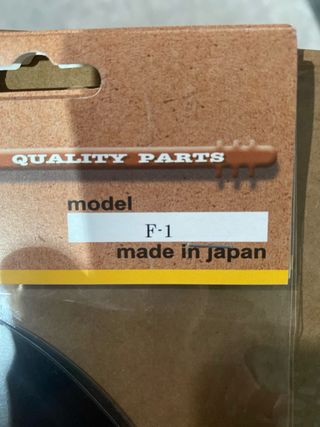 QUALITY PARTS
model
F-1
made in japan